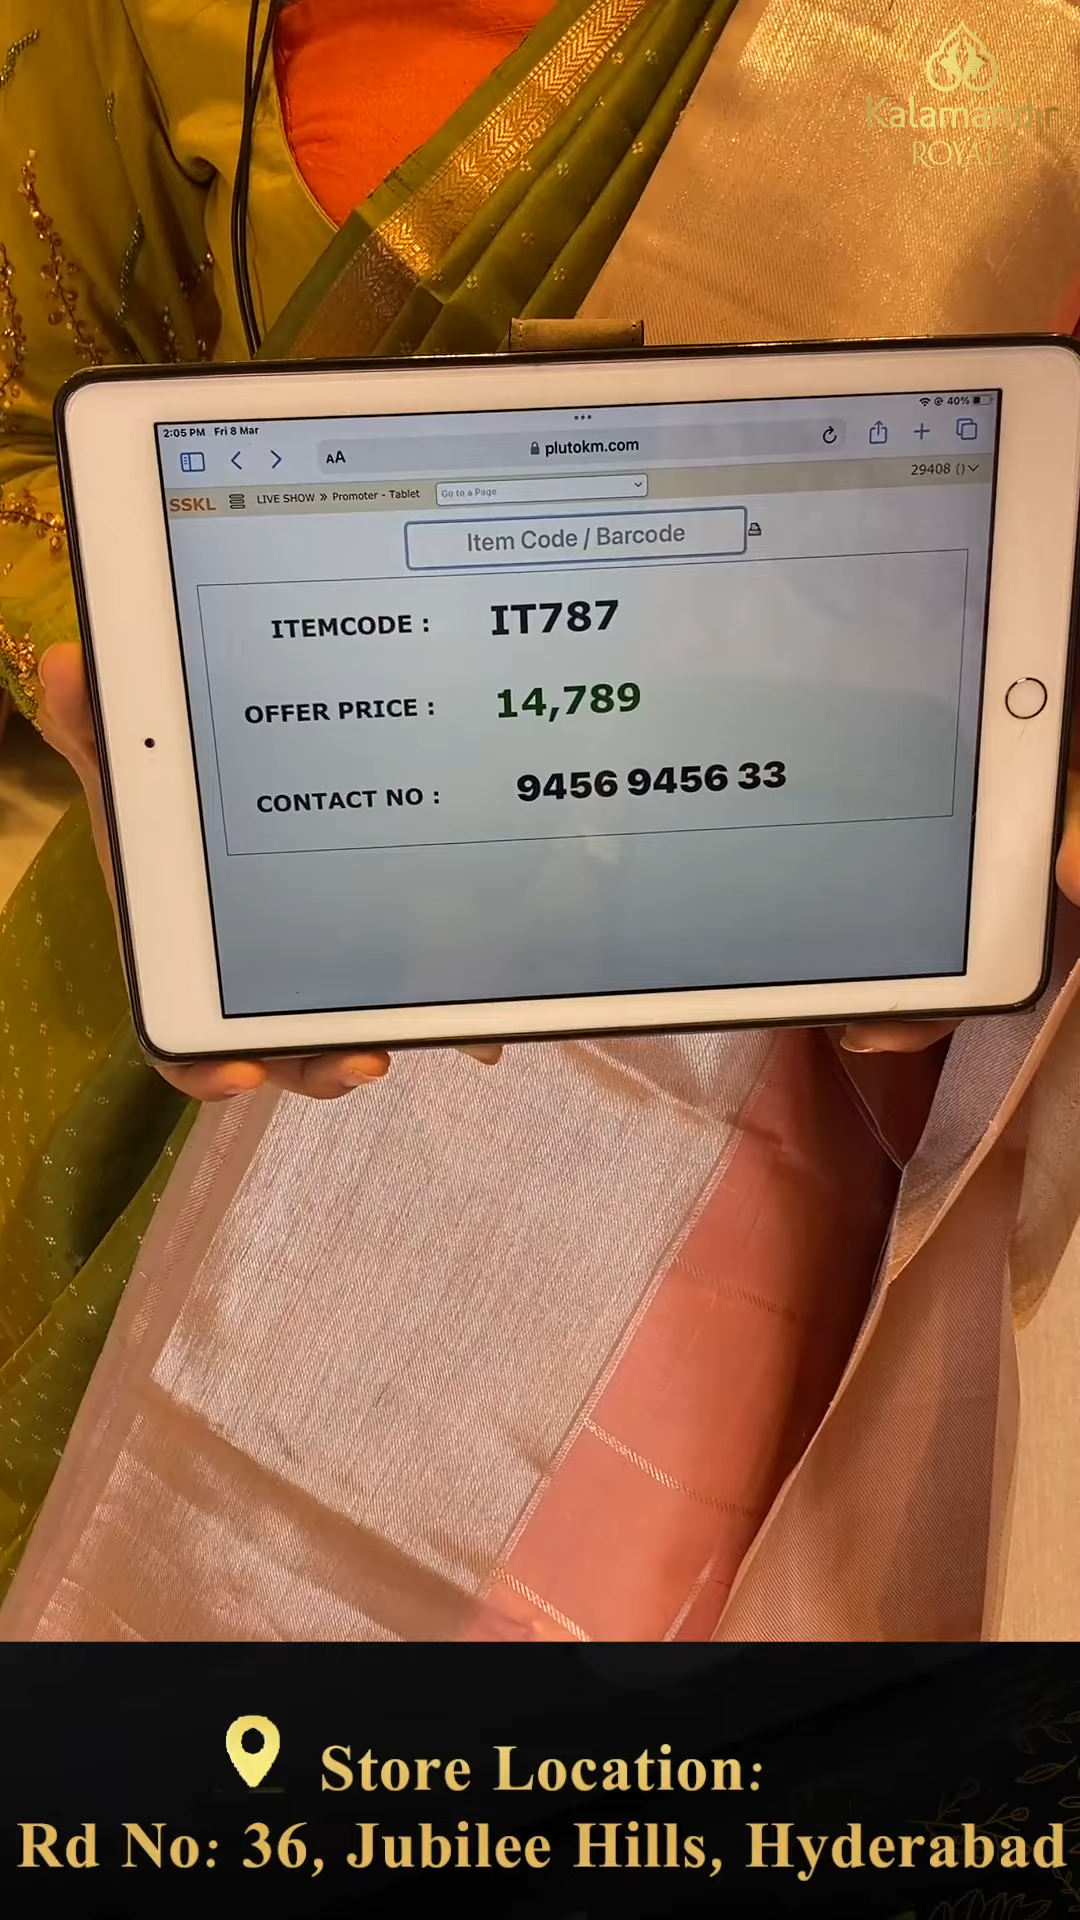 Kalamandir
ROYALE
2:05 PM Fri 8 Mar
40%
AA
plutokm.com
SSKL
LIVE SHOW » Promoter - Tablet
Go to a Page
29408 ()
Item Code / Barcode
ITEMCODE : IT787
OFFER PRICE : 14,789
CONTACT NO : 9456 9456 33
Store Location:
Rd No: 36, Jubilee Hills, Hyderabad